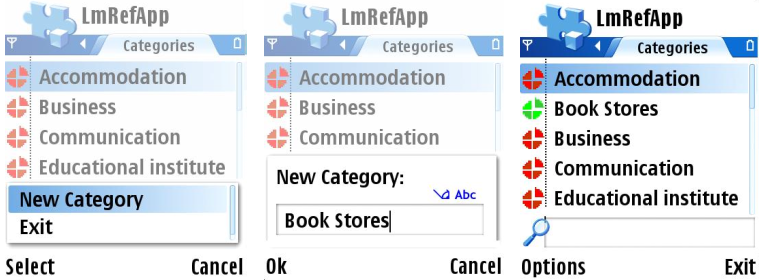 LmRefApp
Categories
Accommodation
Business
Communication
Educational institute
New Category
Exit
Select Cancel
LmRefApp
Categories
Accommodation
Business
Communication
New Category:
Abc
Book Stores
Ok Cancel
LmRefApp
Categories
Accommodation
Book Stores
Business
Communication
Educational institute
Options Exit